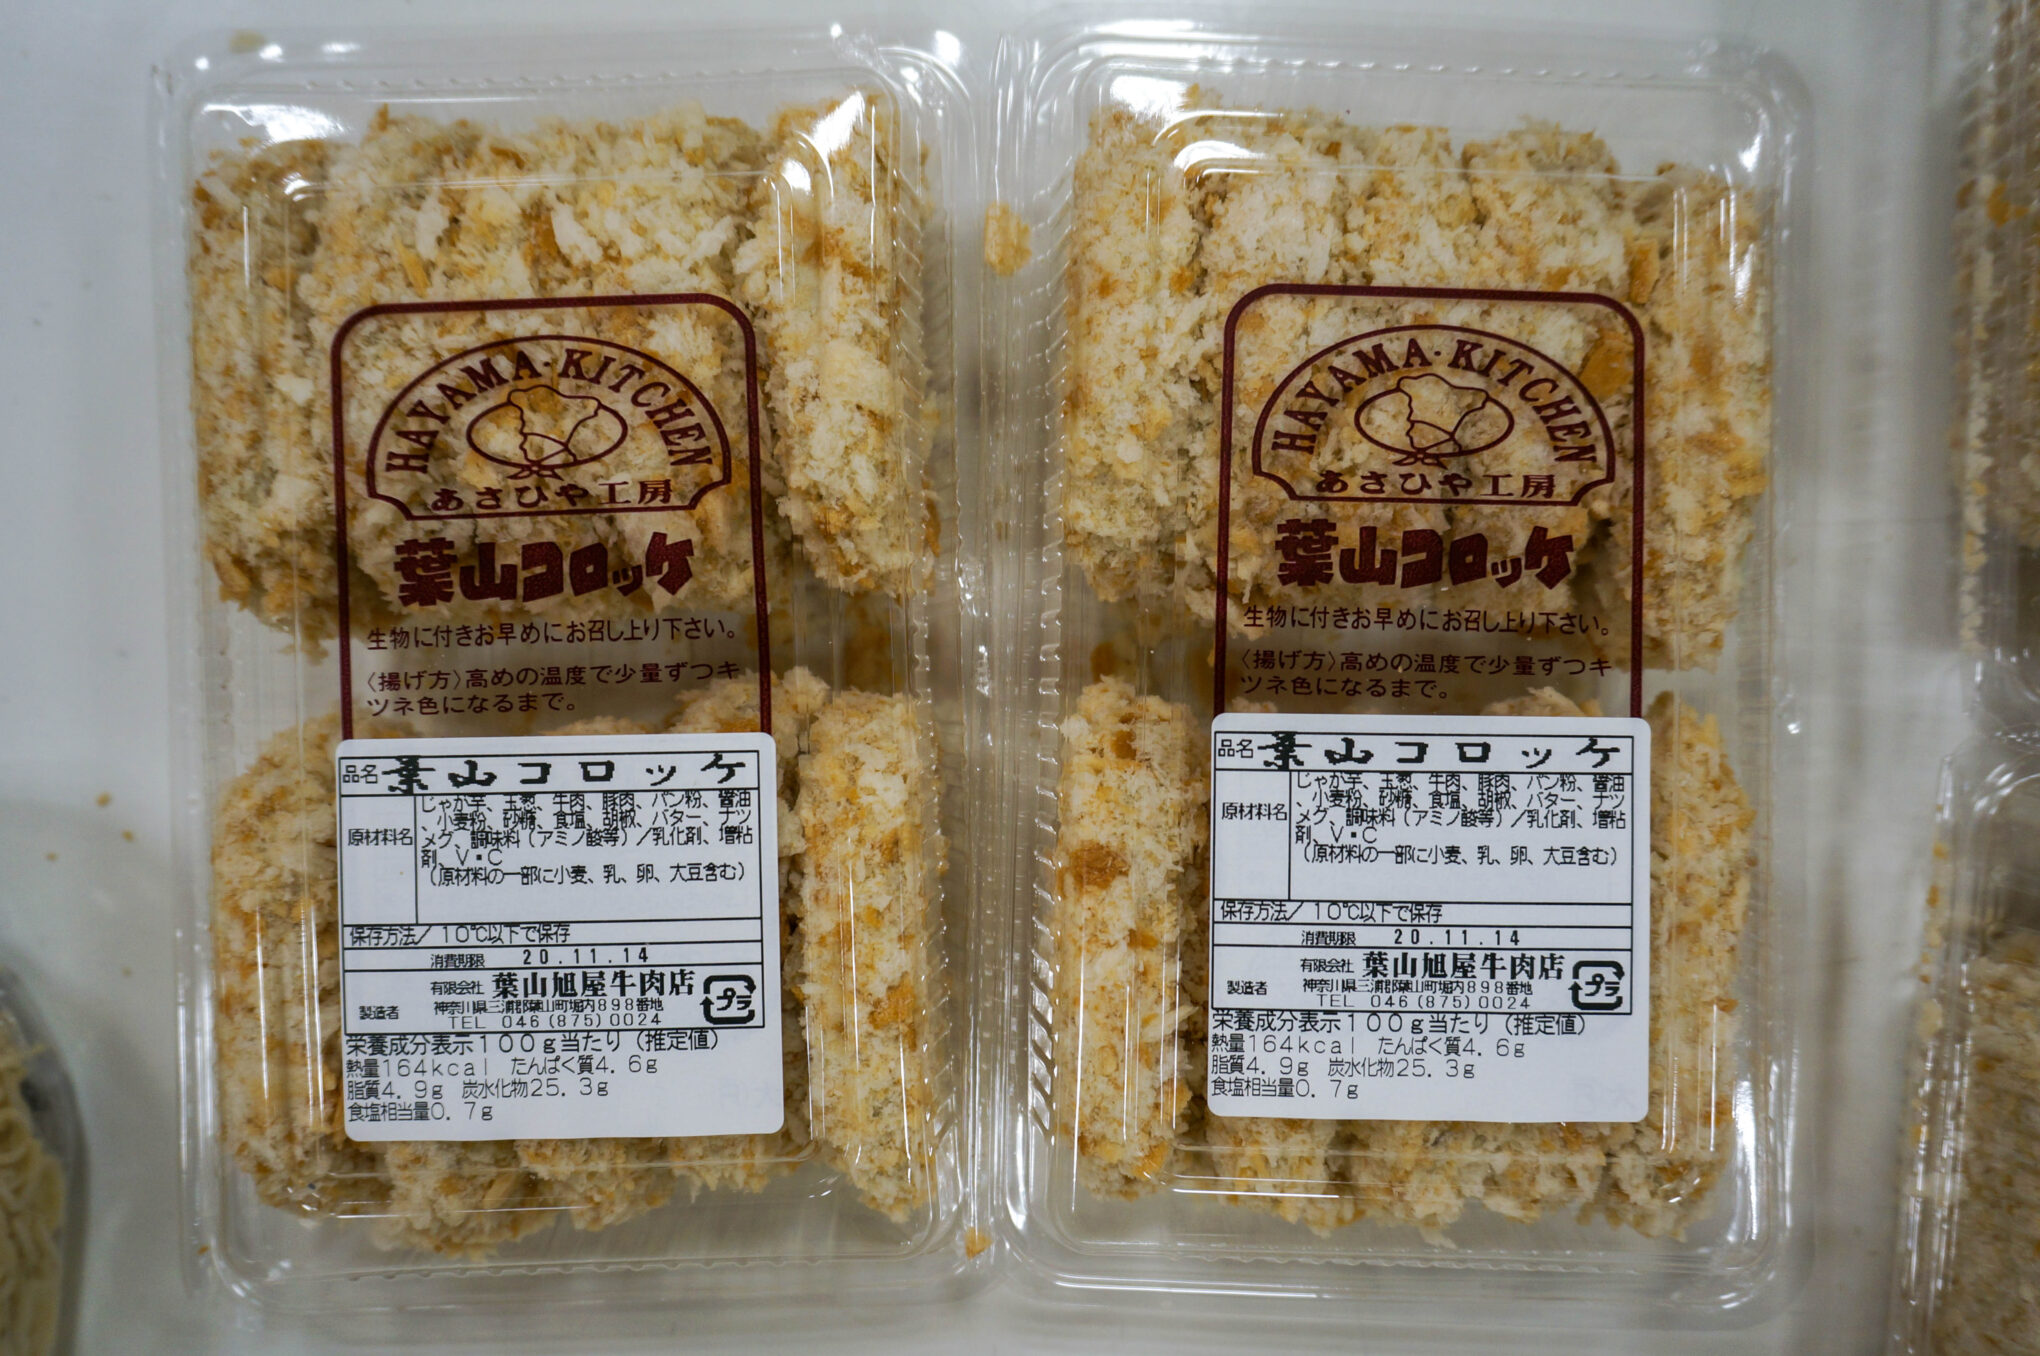 HAYAMA・KITCHEN
あさひや工房
葉山コロッケ
生物に付きお早めにお召し上り下さい。
〈揚げ方〉高めの温度で少量ずつキ
ツネ色になるまで。
品名 葉山コロッケ
原材料名
じゃが芋、玉葱、牛肉、豚肉、パン粉、醤油
、小麦粉、砂糖、食塩、胡椒、バター、ナツ
メグ、調味料（アミノ酸等）／乳化剤、増粘
剤、V・C
（原材料の一部に小麦、乳、卵、大豆含む）
保存方法／10℃以下で保存
消費期限 20.11.14
製造者
有限会社 葉山旭屋牛肉店
神奈川県三浦郡葉山町堀内898番地
TEL 046(875)0024
プラ
栄養成分表示100g当たり（推定値）
熱量164kcal たんぱく質4.6g
脂質4.9g 炭水化物25.3g
食塩相当量0.7g
HAYAMA・KITCHEN
あさひや工房
葉山コロッケ
生物に付きお早めにお召し上り下さい。
〈揚げ方〉高めの温度で少量ずつキ
ツネ色になるまで。
品名 葉山コロッケ
原材料名
じゃが芋、玉葱、牛肉、豚肉、パン粉、醤油
、小麦粉、砂糖、食塩、胡椒、バター、ナツ
メグ、調味料（アミノ酸等）／乳化剤、増粘
剤、V・C
（原材料の一部に小麦、乳、卵、大豆含む）
保存方法／10℃以下で保存
消費期限 20.11.14
製造者
有限会社 葉山旭屋牛肉店
神奈川県三浦郡葉山町堀内898番地
TEL 046(875)0024
プラ
栄養成分表示100g当たり（推定値）
熱量164kcal たんぱく質4.6g
脂質4.9g 炭水化物25.3g
食塩相当量0.7g